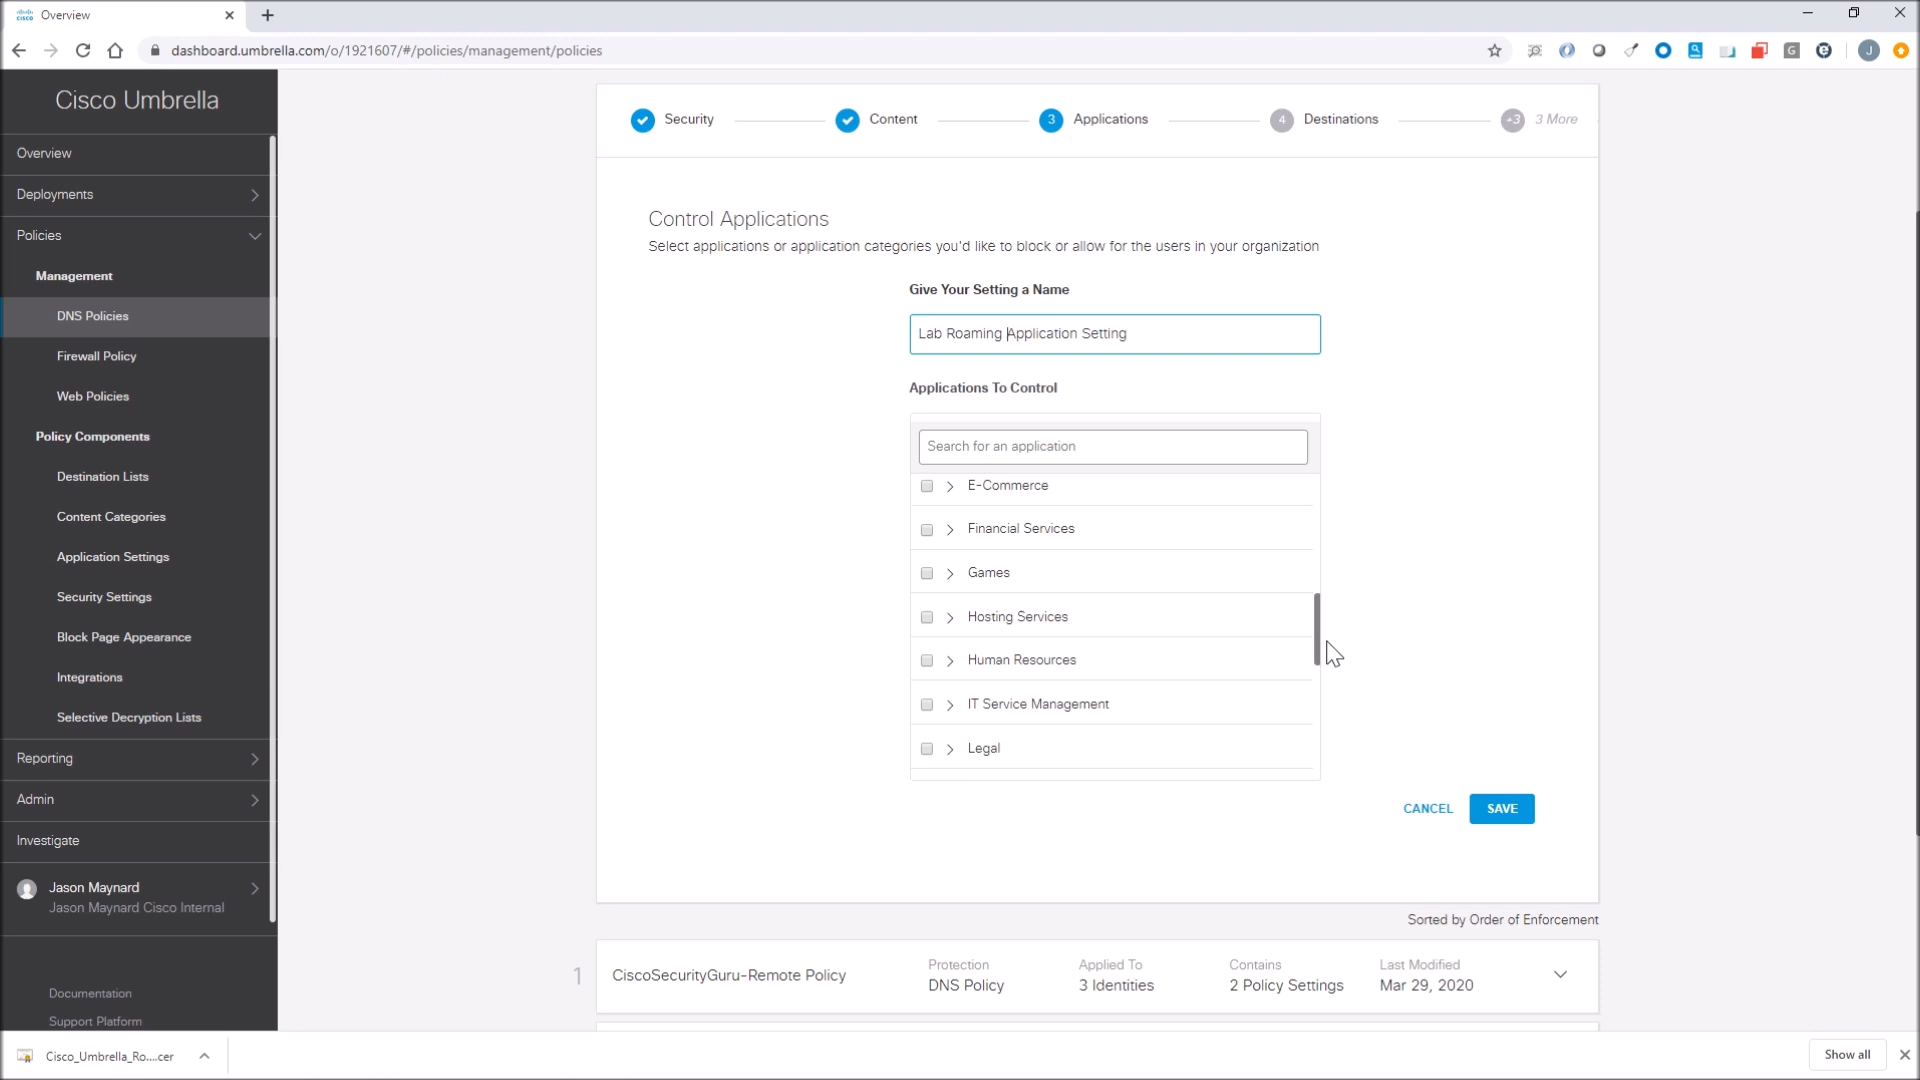 cisco
Overview
dashboard.umbrella.com/o/1921607/#/policies/management/policies
G
J
Cisco Umbrella
Overview
Deployments
Policies
Management
DNS Policies
Firewall Policy
Web Policies
Policy Components
Destination Lists
Content Categories
Application Settings
Security Settings
Block Page Appearance
Integrations
Selective Decryption Lists
Reporting
Admin
Investigate
Jason Maynard
Jason Maynard Cisco Internal
Documentation
Support Platform
Security
Content
3 Applications
4 Destinations
+3 3 More
Control Applications
Select applications or application categories you'd like to block or allow for the users in your organization
Give Your Setting a Name
Lab Roaming Application Setting
Applications To Control
Search for an application
E-Commerce
Financial Services
Games
Hosting Services
Human Resources
IT Service Management
Legal
CANCEL SAVE
Sorted by Order of Enforcement
1
CiscoSecurityGuru-Remote Policy
Protection
DNS Policy
Applied To
3 Identities
Contains
2 Policy Settings
Last Modified
Mar 29, 2020
Cisco_Umbrella_Ro....cer
Show all